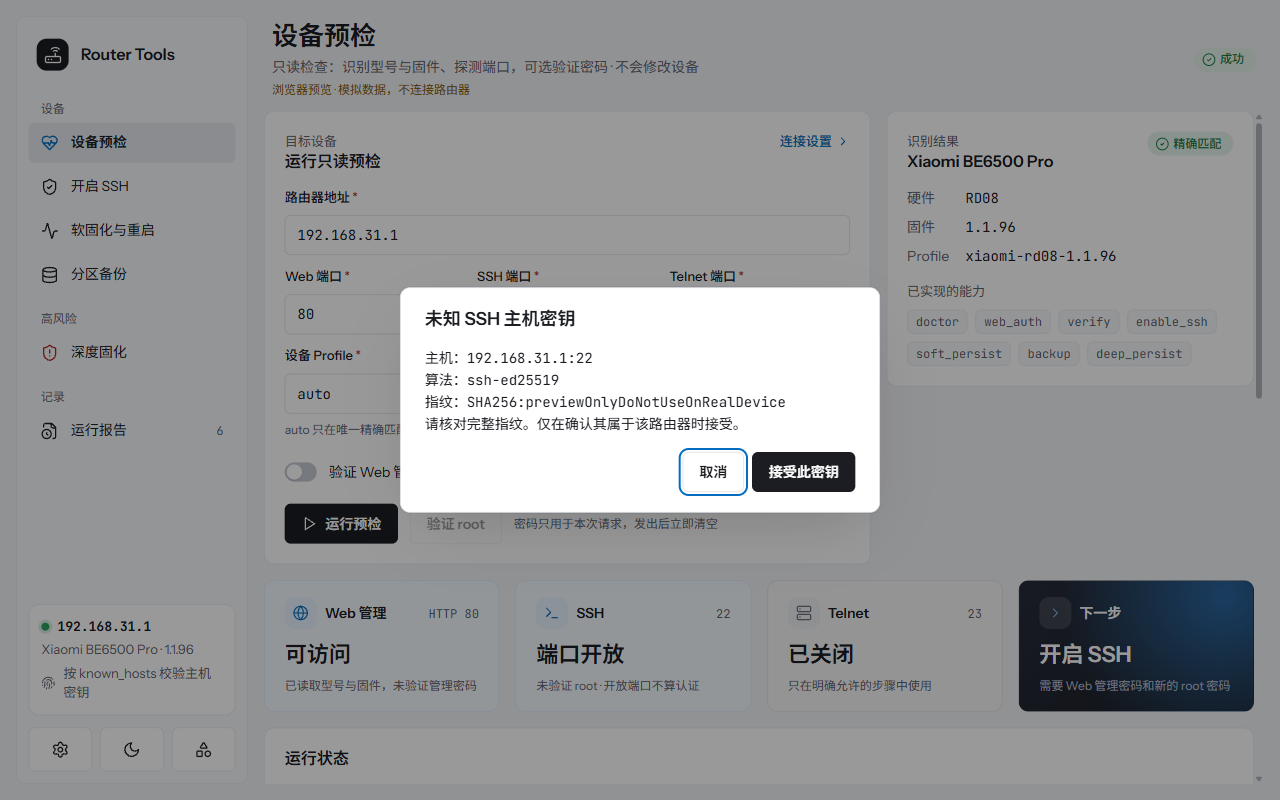 Router Tools
设备
设备预检
开启 SSH
软固化与重启
分区备份
高风险
深度固化
记录
运行报告 6
192.168.31.1
Xiaomi BE6500 Pro · 1.1.96
按 known_hosts 校验主机
密钥
设备预检
只读检查：识别型号与固件、探测端口，可选验证密码 · 不会修改设备
浏览器预览 · 模拟数据，不连接路由器
成功
目标设备
运行只读预检
连接设置
路由器地址 *
192.168.31.1
Web 端口 * SSH 端口 * Telnet 端口 *
80
设备 Profile *
auto
auto 只在唯一精确匹
验证 Web
运行预检 验证 root 密码只用于本次请求，发出后立即清空
识别结果
Xiaomi BE6500 Pro
精确匹配
硬件 RD08
固件 1.1.96
Profile xiaomi-rd08-1.1.96
已实现的能力
doctor web_auth verify enable_ssh
soft_persist backup deep_persist
未知 SSH 主机密钥
主机：192.168.31.1:22
算法：ssh-ed25519
指纹：SHA256:previewOnlyDoNotUseOnRealDevice
请核对完整指纹。仅在确认其属于该路由器时接受。
取消 接受此密钥
Web 管理 HTTP 80
可访问
已读取型号与固件，未验证管理密码
SSH 22
端口开放
未验证 root · 开放端口不算认证
Telnet 23
已关闭
只在明确允许的步骤中使用
下一步
开启 SSH
需要 Web 管理密码和新的 root 密码
运行状态